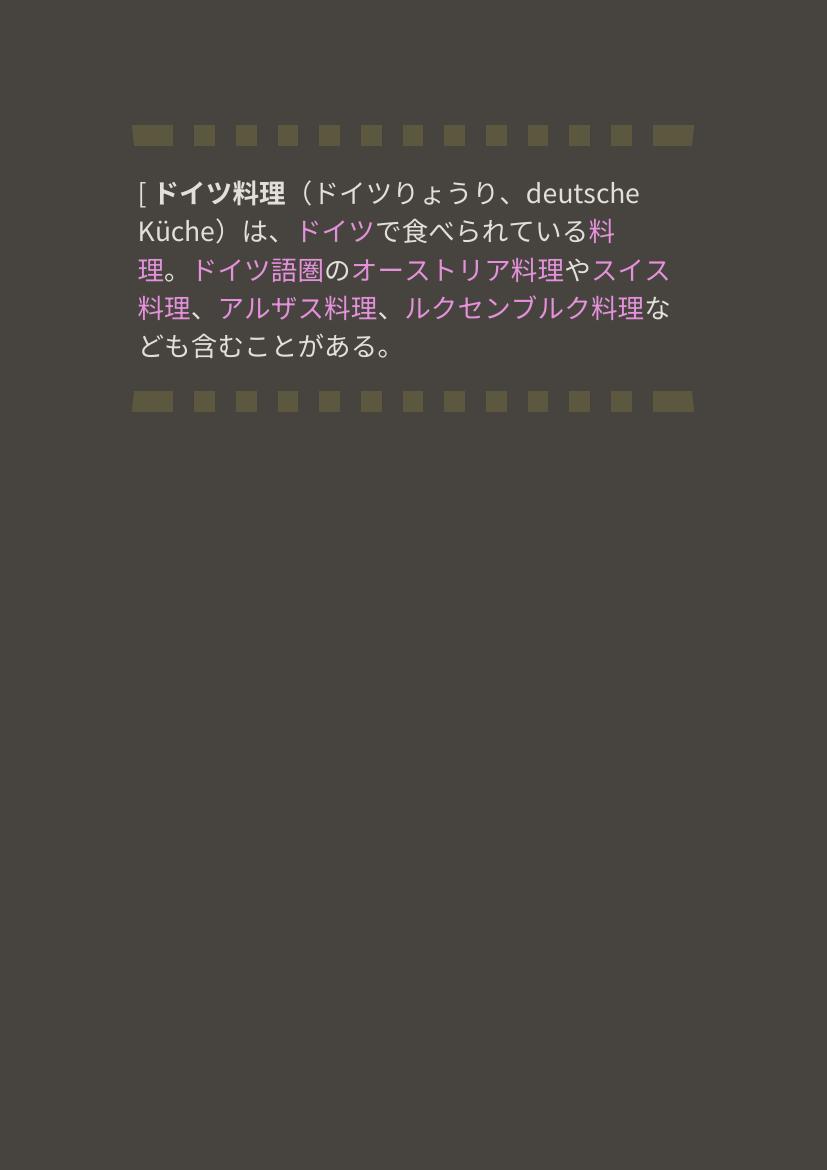 [ ドイツ料理（ドイツりょうり、deutsche
Küche）は、ドイツで食べられている料
理。ドイツ語圏のオーストリア料理やスイス
料理、アルザス料理、ルクセンブルク料理な
ども含むことがある。